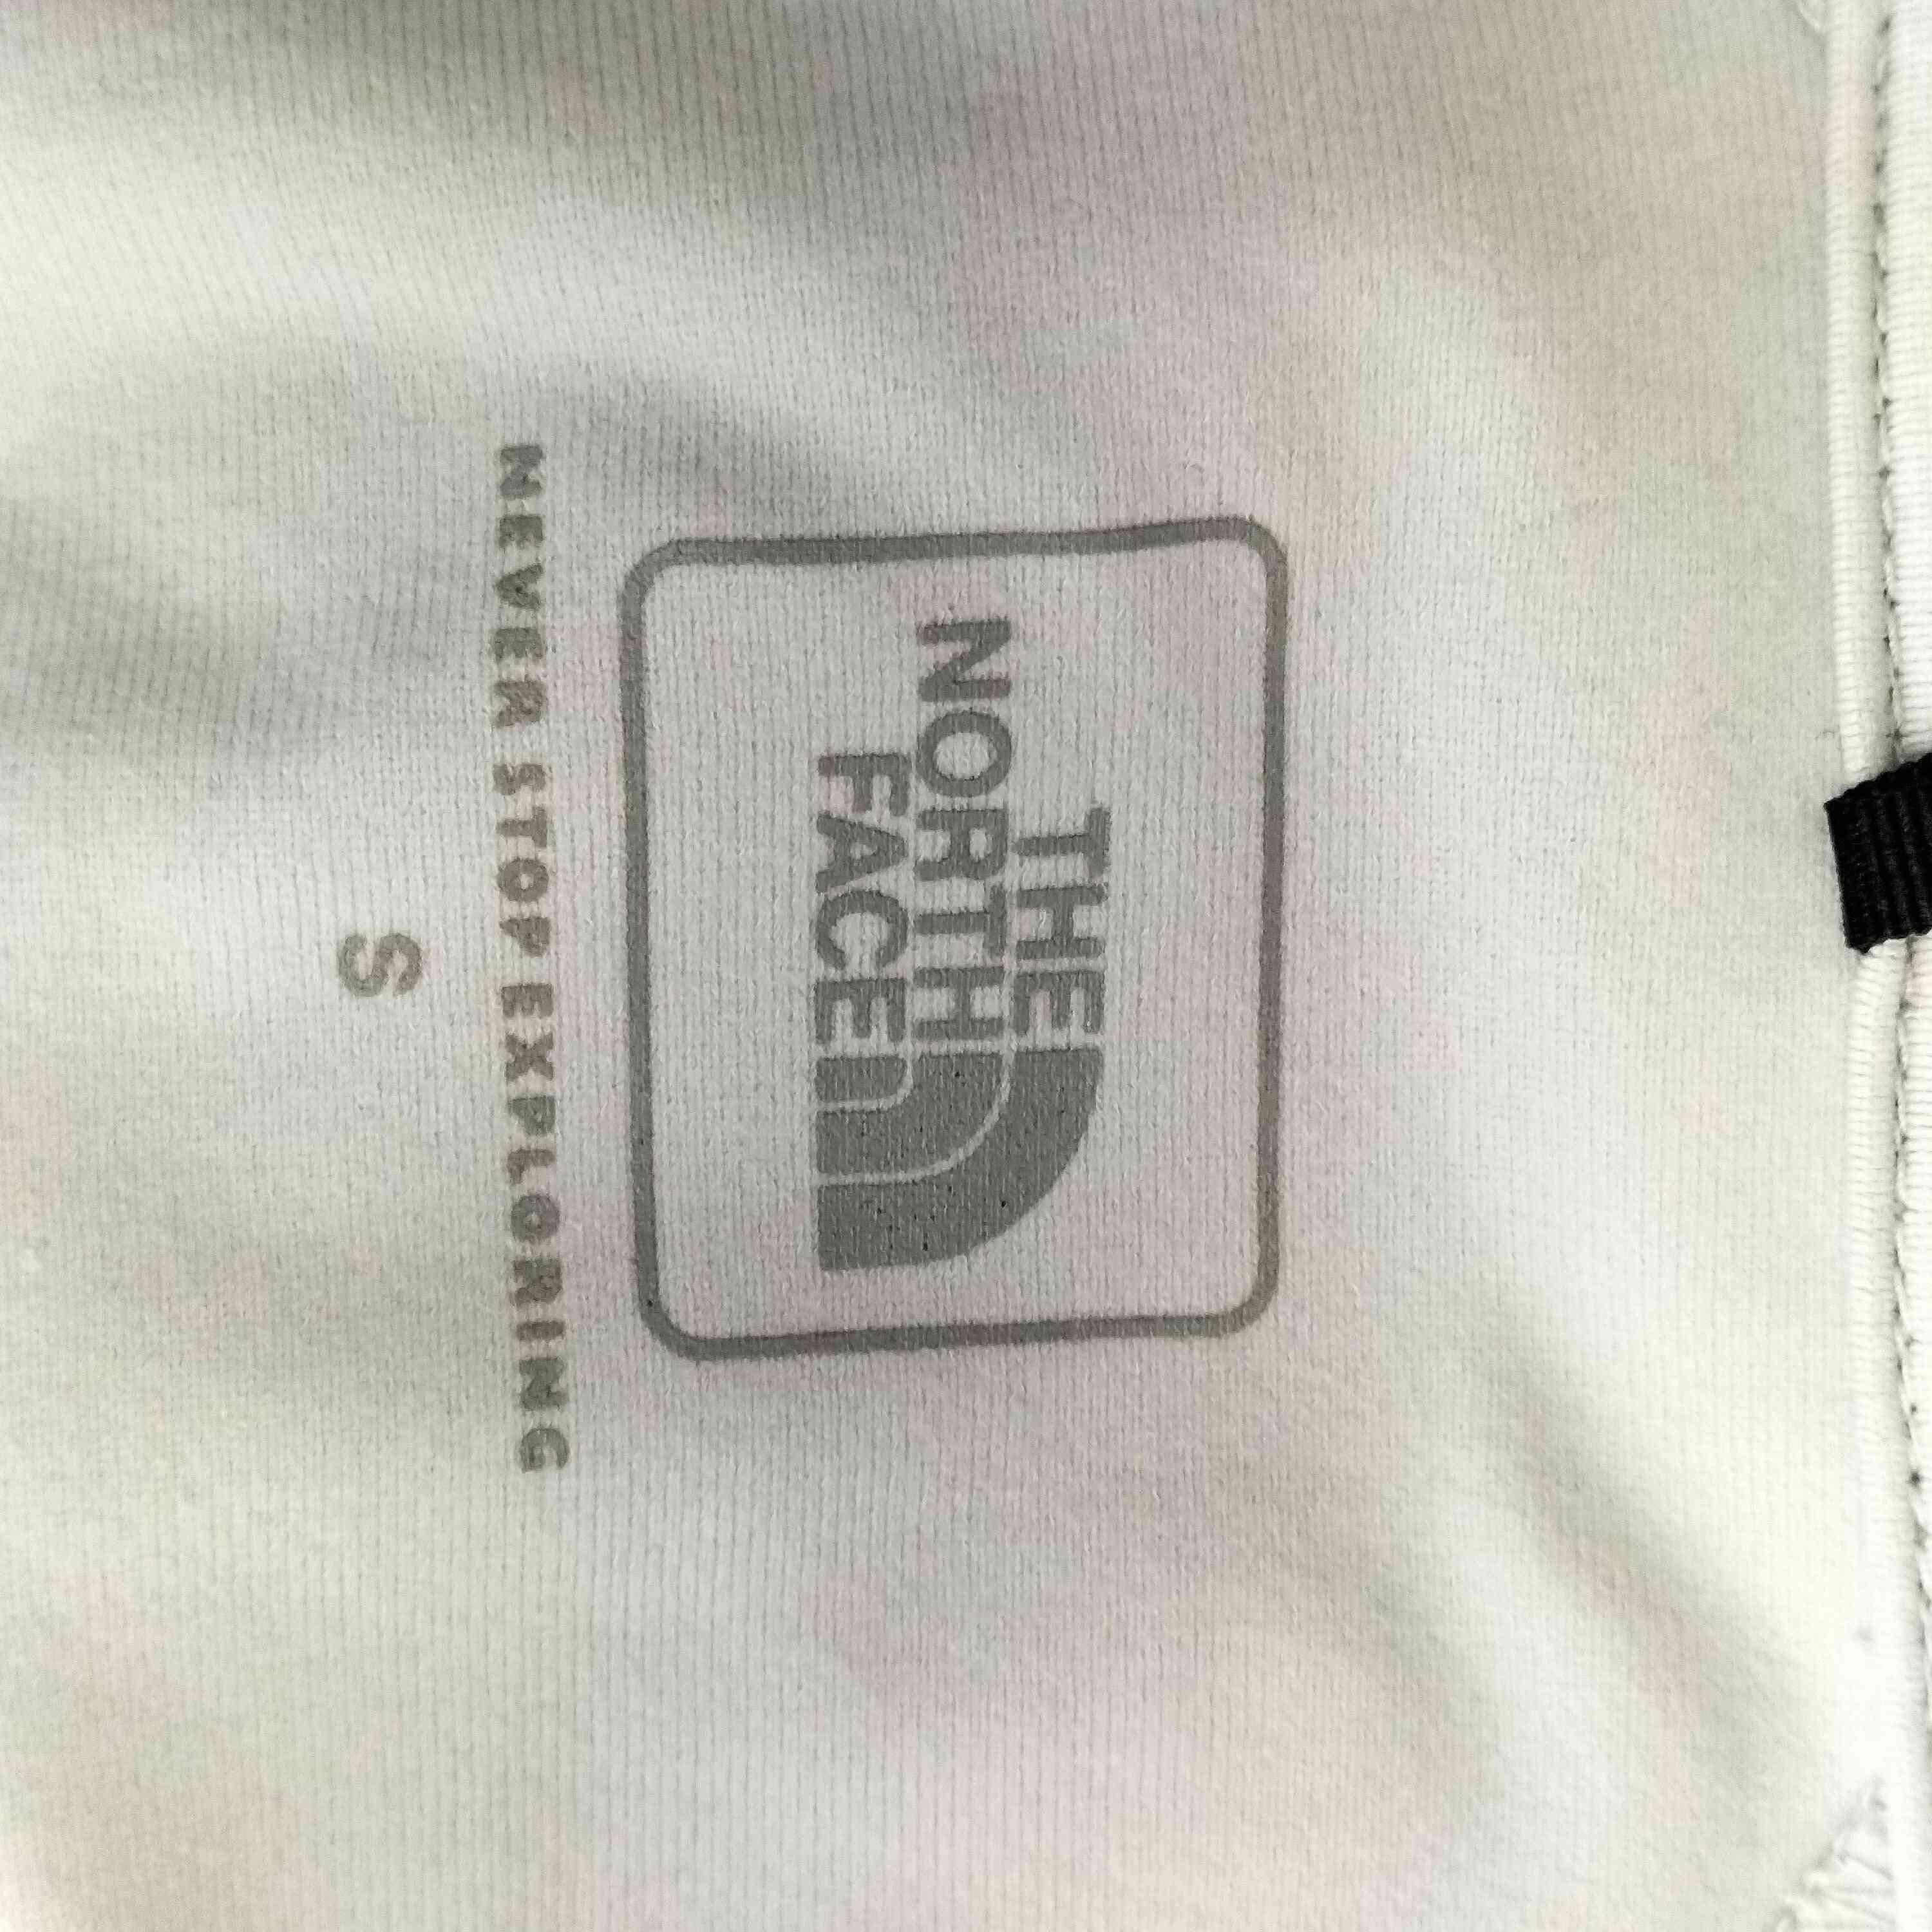 THE
NORTH
FACE
NEVER STOP EXPLORING
S